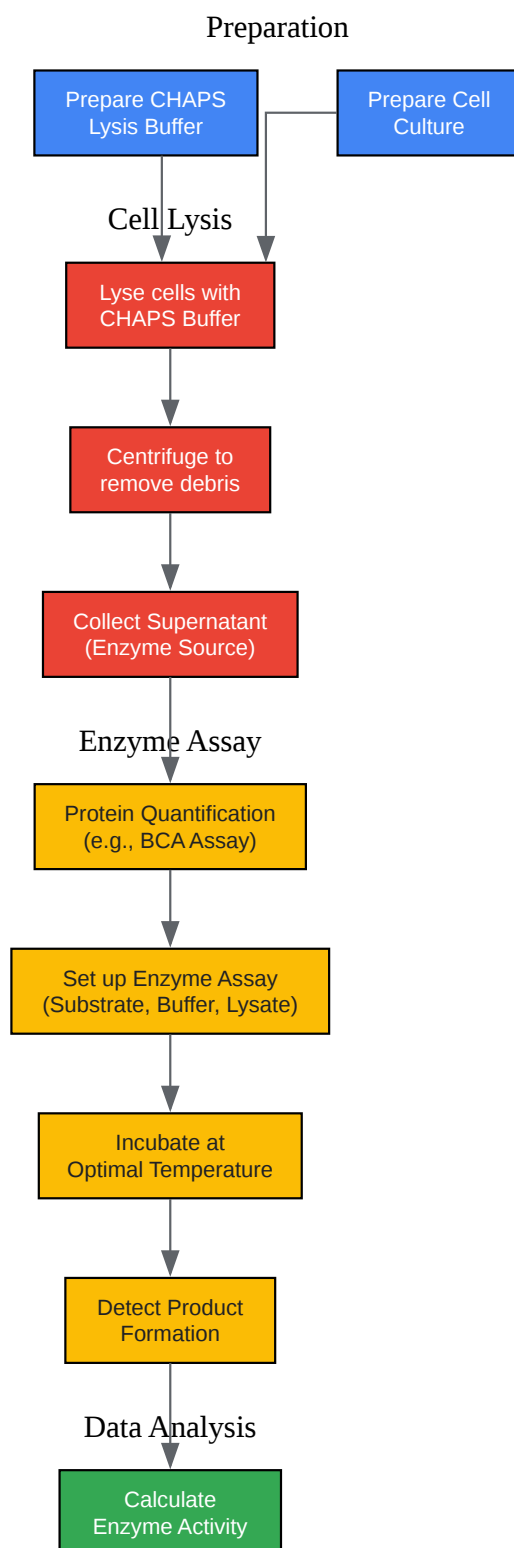 Preparation
Prepare CHAPS
Lysis Buffer
Prepare Cell
Culture
Cell Lysis
Lyse cells with
CHAPS Buffer
Centrifuge to
remove debris
Collect Supernatant
(Enzyme Source)
Enzyme Assay
Protein Quantification
(e.g., BCA Assay)
Set up Enzyme Assay
(Substrate, Buffer, Lysate)
Incubate at
Optimal Temperature
Detect Product
Formation
Data Analysis
Calculate
Enzyme Activity